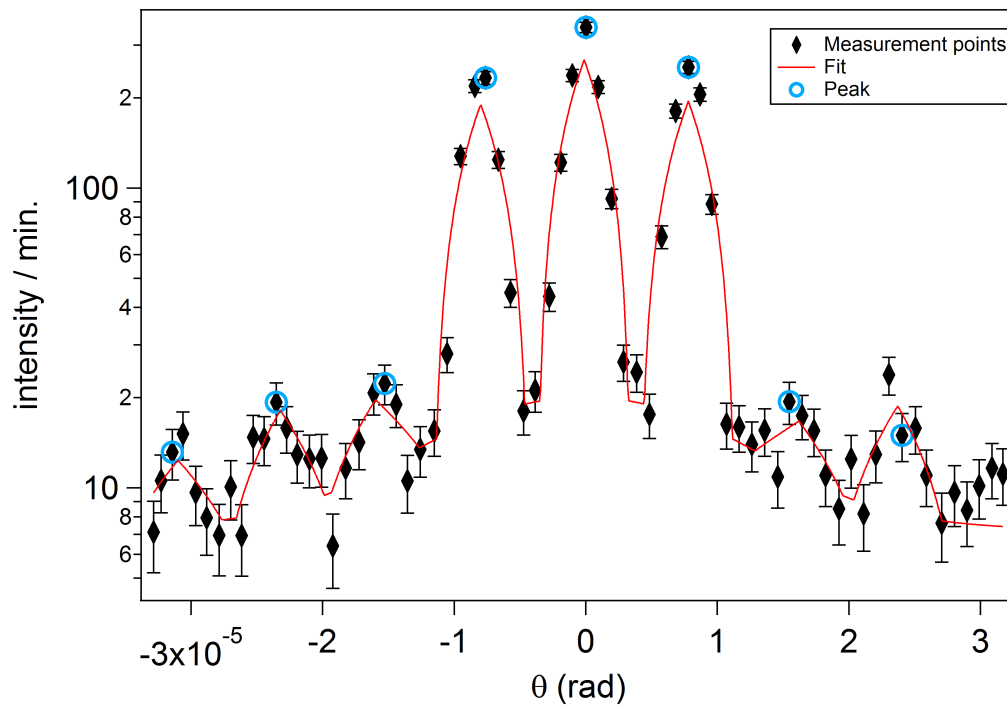 Measurement points
Fit
Peak
2
100
8
6
4
2
10
8
6
intensity / min.
-3x10-5 -2 -1 0 1 2 3
θ (rad)